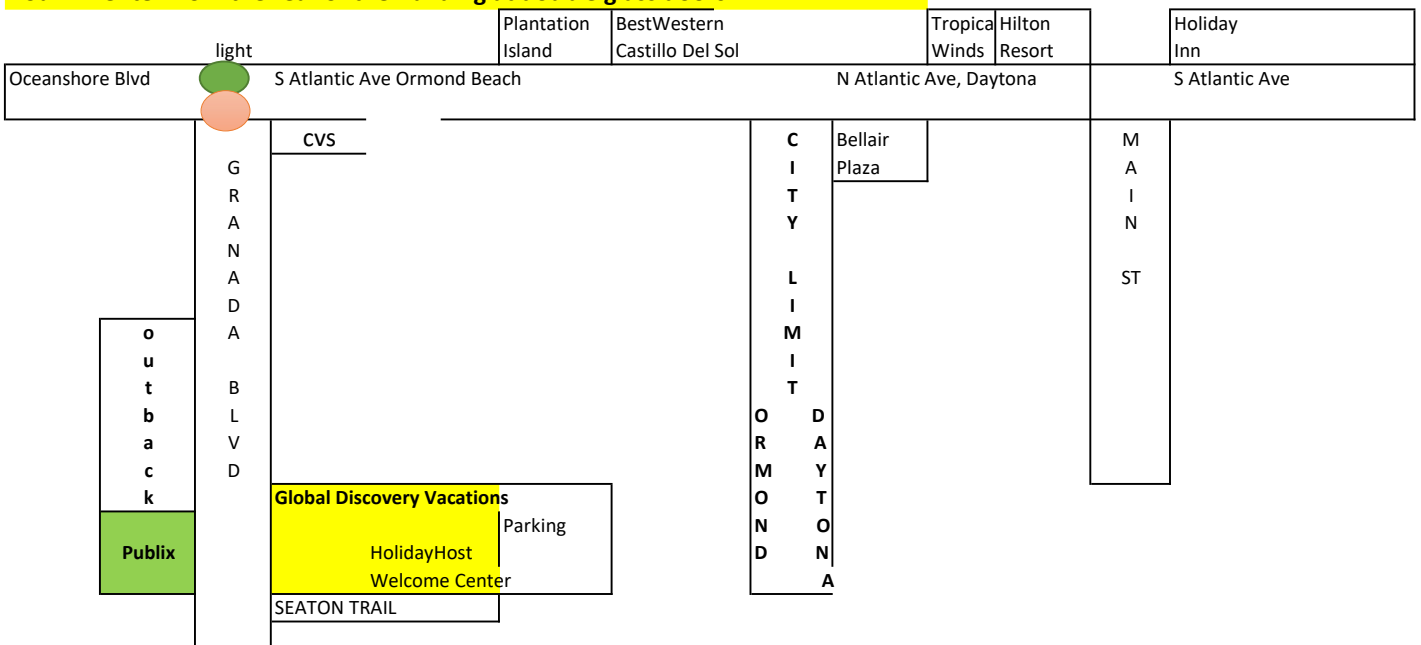 Plantation Island
BestWestern Castillo Del Sol
Tropica Winds
Hilton Resort
Holiday Inn
light
Oceanshore Blvd
S Atlantic Ave Ormond Beach
N Atlantic Ave, Daytona
S Atlantic Ave
CVS
GRANADA BLVD
CITY LIMIT
Bellair Plaza
MAIN ST
outback
ORMOND
DAYTONA
Global Discovery Vacations
Parking
Publix
HolidayHost
Welcome Center
SEATON TRAIL